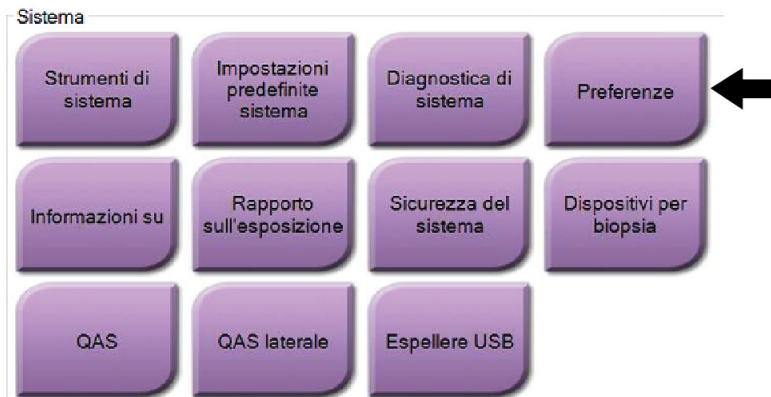 Sistema
Strumenti di
sistema
Impostazioni
predefinite
sistema
Diagnostica di
sistema
Preferenze
Informazioni su
Rapporto
sull'esposizione
Sicurezza del
sistema
Dispositivi per
biopsia
QAS
QAS laterale
Espellere USB